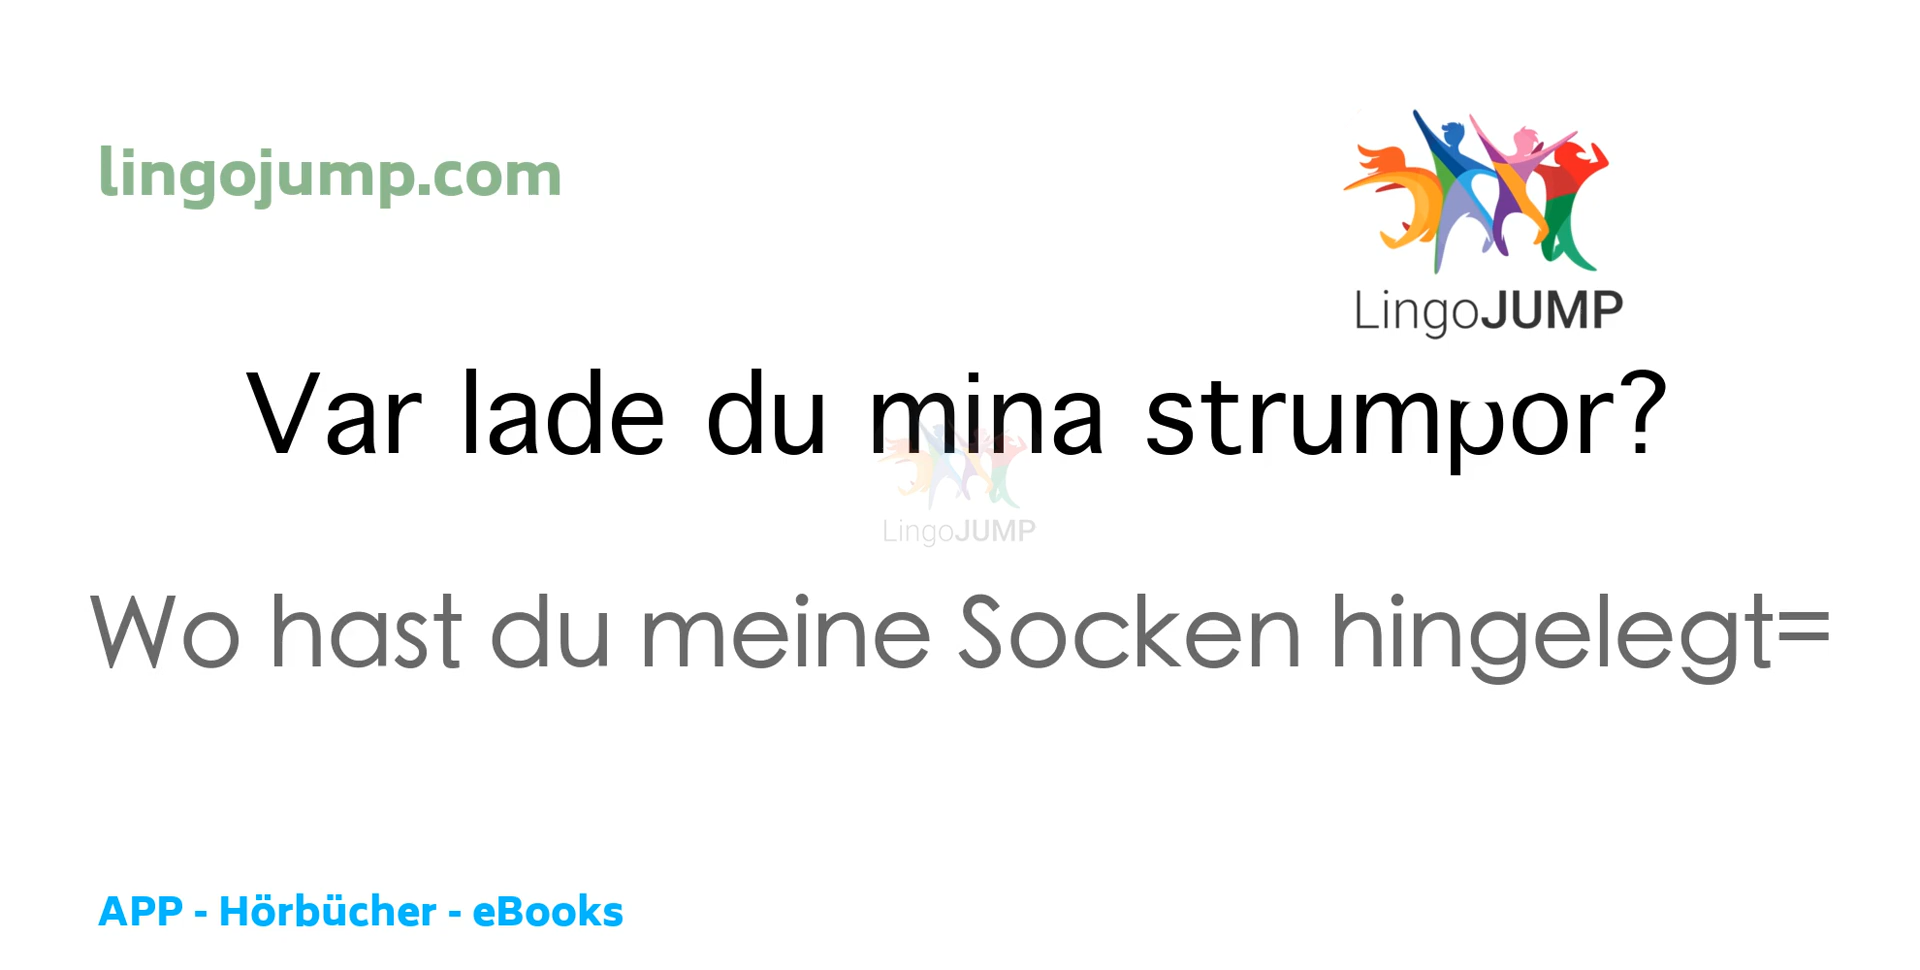 lingojump.com
LingoJUMP
Var lade du mina strumpor?
LingoJUMP
Wo hast du meine Socken hingelegt=
APP - Hörbücher - eBooks